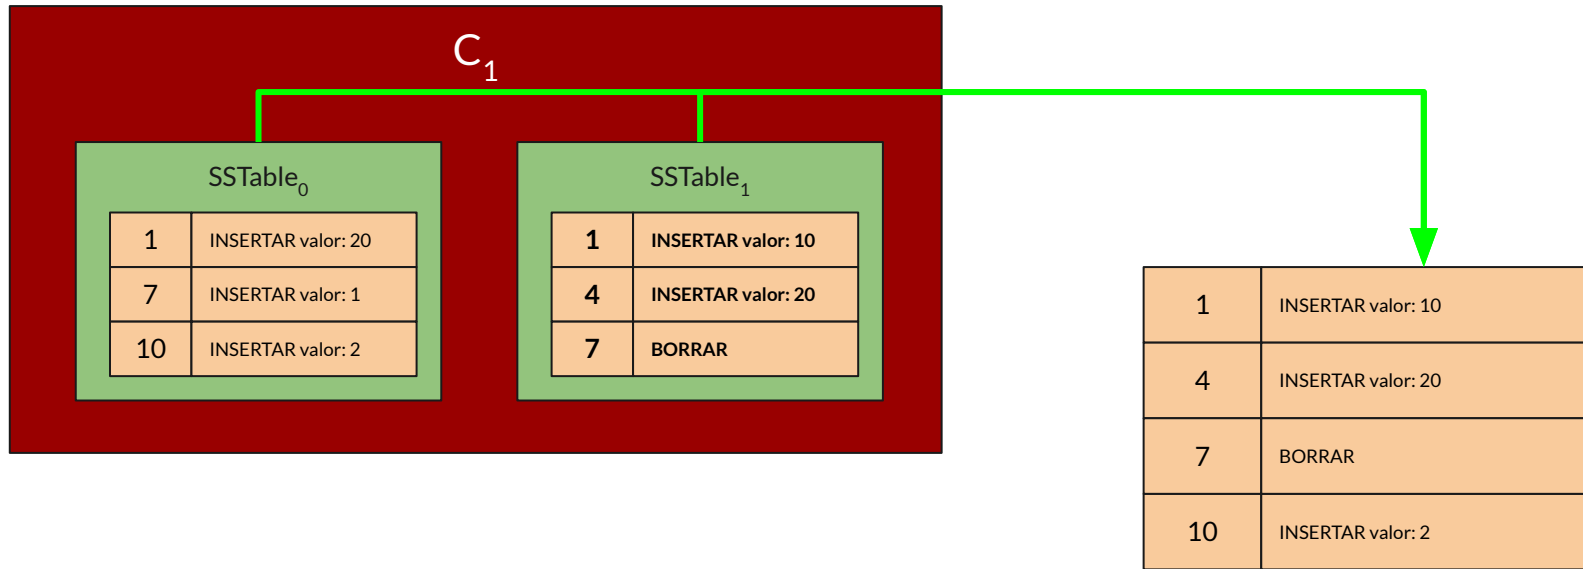 C1
SSTable0
1 INSERTAR valor: 20
7 INSERTAR valor: 1
10 INSERTAR valor: 2
SSTable1
1 INSERTAR valor: 10
4 INSERTAR valor: 20
7 BORRAR
1 INSERTAR valor: 10
4 INSERTAR valor: 20
7 BORRAR
10 INSERTAR valor: 2